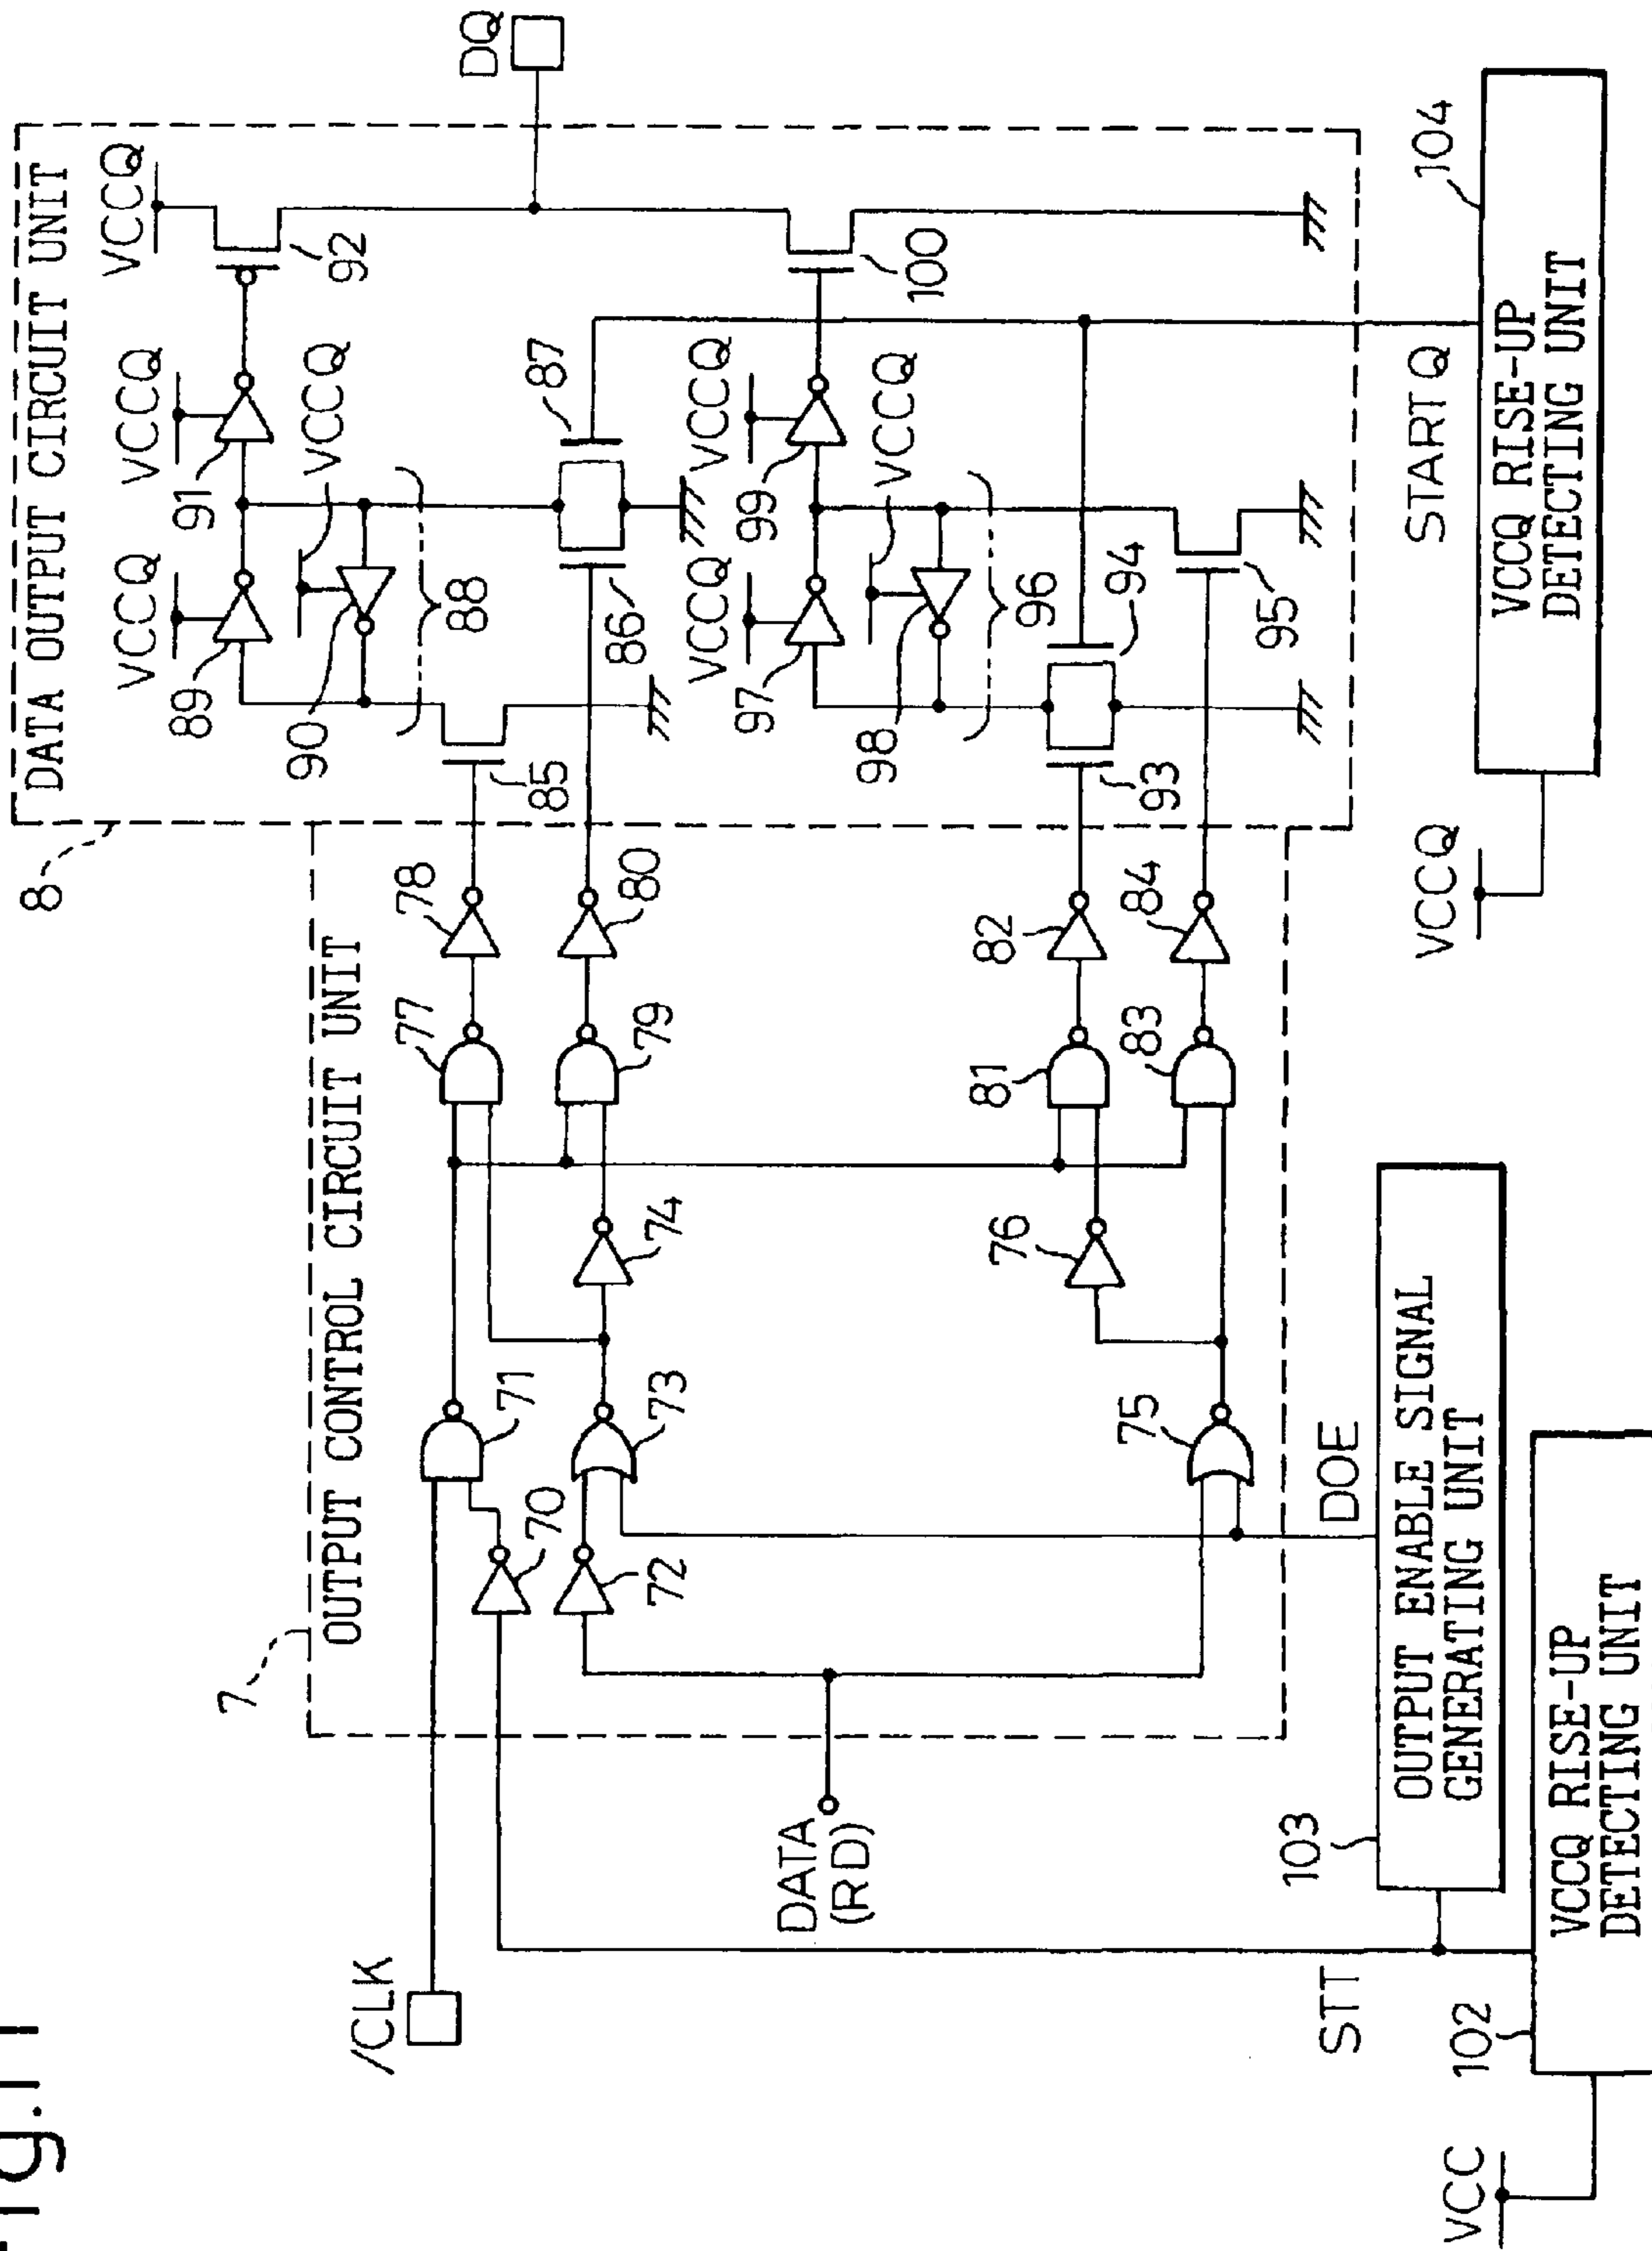 Fig.11
8
DATA OUTPUT CIRCUIT UNIT
VCCQ
VCCQ
VCCQ
DQ
89
91
92
90
VCCQ
88
85
86
87
VCCQ
VCCQ
97
99
100
98
VCCQ
96
93
94
95
7
OUTPUT CONTROL CIRCUIT UNIT
/CLK
71
77
78
70
72
73
74
79
80
DATA
(RD)
76
81
82
75
83
84
STT
DOE
START Q
103
OUTPUT ENABLE SIGNAL
GENERATING UNIT
VCC
102
VCCQ RISE-UP
DETECTING UNIT
VCCQ
104
VCCQ RISE-UP
DETECTING UNIT